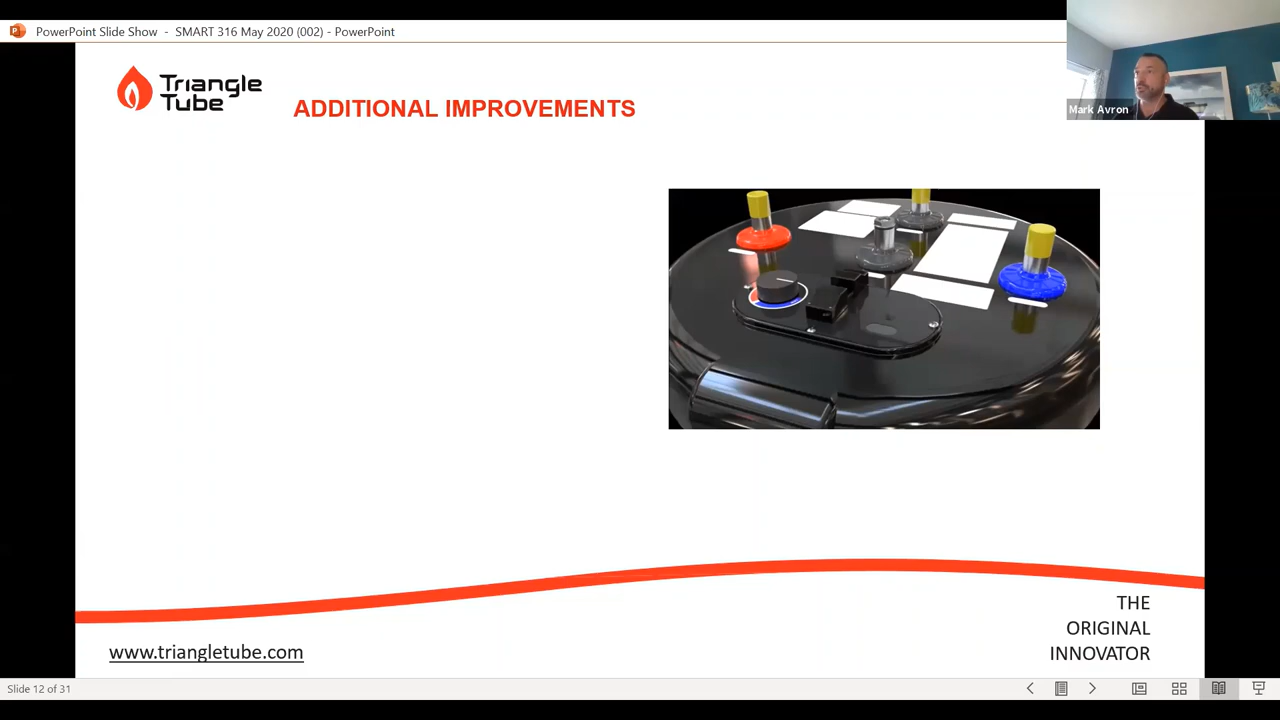 PowerPoint Slide Show - SMART 316 May 2020 (002) - PowerPoint
Mark Avron
Triangle
Tube
ADDITIONAL IMPROVEMENTS
THE
ORIGINAL
INNOVATOR
www.triangletube.com
Slide 12 of 31